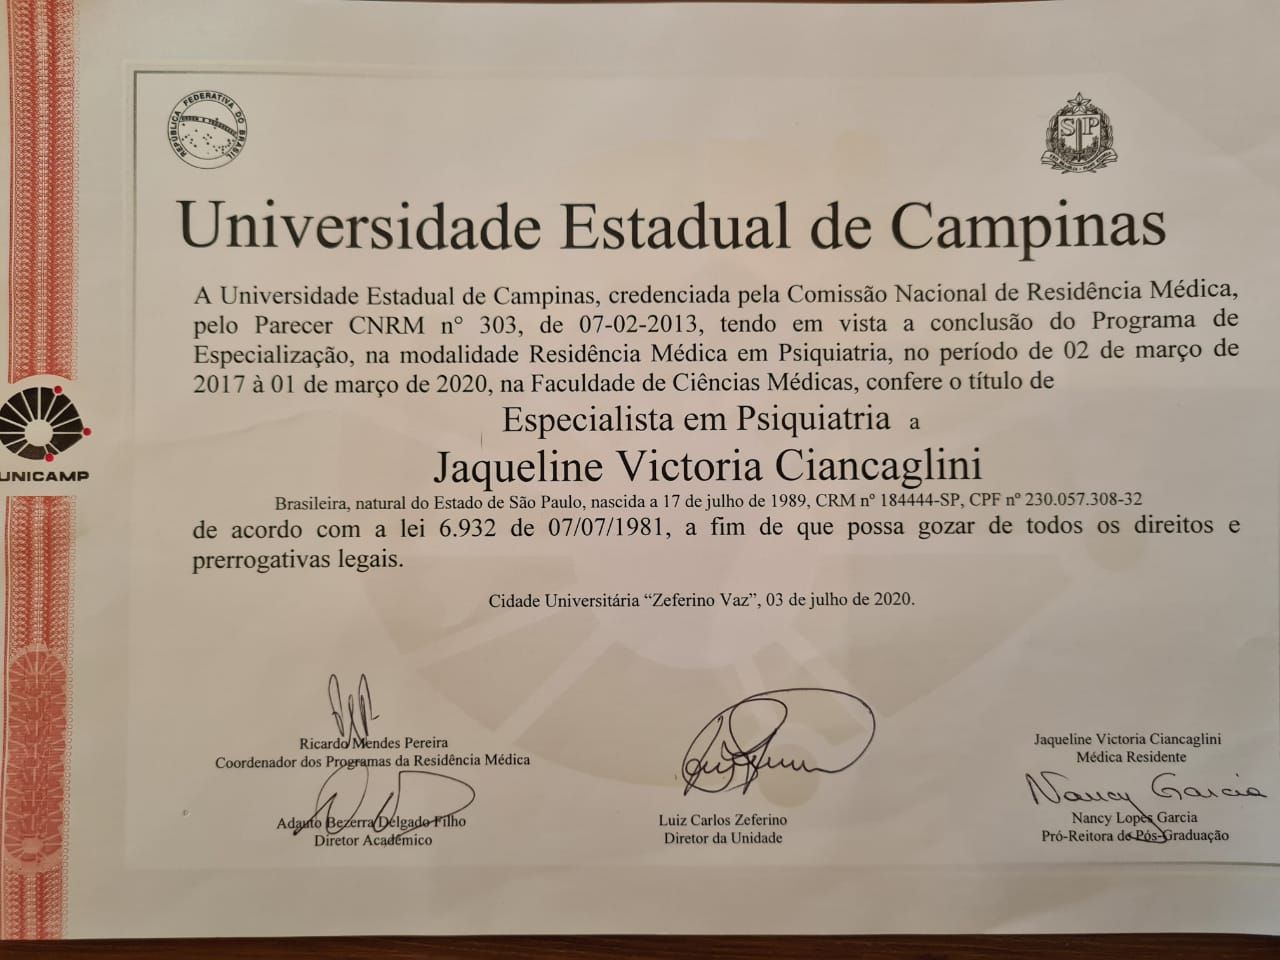 REPÚBLICA FEDERATIVA DO BRASIL
SP
Universidade Estadual de Campinas
A Universidade Estadual de Campinas, credenciada pela Comissão Nacional de Residência Médica,
pelo Parecer CNRM n° 303, de 07-02-2013, tendo em vista a conclusão do Programa de
Especialização, na modalidade Residência Médica em Psiquiatria, no período de 02 de março de
2017 à 01 de março de 2020, na Faculdade de Ciências Médicas, confere o título de
Especialista em Psiquiatria a
Jaqueline Victoria Ciancaglini
Brasileira, natural do Estado de São Paulo, nascida a 17 de julho de 1989, CRM nº 184444-SP, CPF nº 230.057.308-32
de acordo com a lei 6.932 de 07/07/1981, a fim de que possa gozar de todos os direitos e
prerrogativas legais.
UNICAMP
Cidade Universitária “Zeferino Vaz”, 03 de julho de 2020.
Ricardo Mendes Pereira
Coordenador dos Programas da Residência Médica
Adauto Bezerra Delgado Filho
Diretor Acadêmico
Luiz Carlos Zeferino
Diretor da Unidade
Jaqueline Victoria Ciancaglini
Médica Residente
Nancy Garcia
Nancy Lopes Garcia
Pró-Reitora de Pós-Graduação